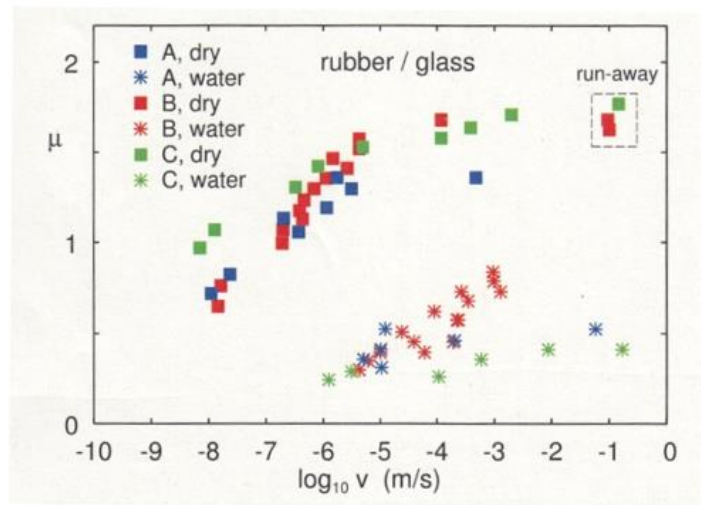 2
1
0
μ
rubber / glass
run-away
A, dry
A, water
B, dry
B, water
C, dry
C, water
-10 -9 -8 -7 -6 -5 -4 -3 -2 -1 0
log₁₀ v (m/s)